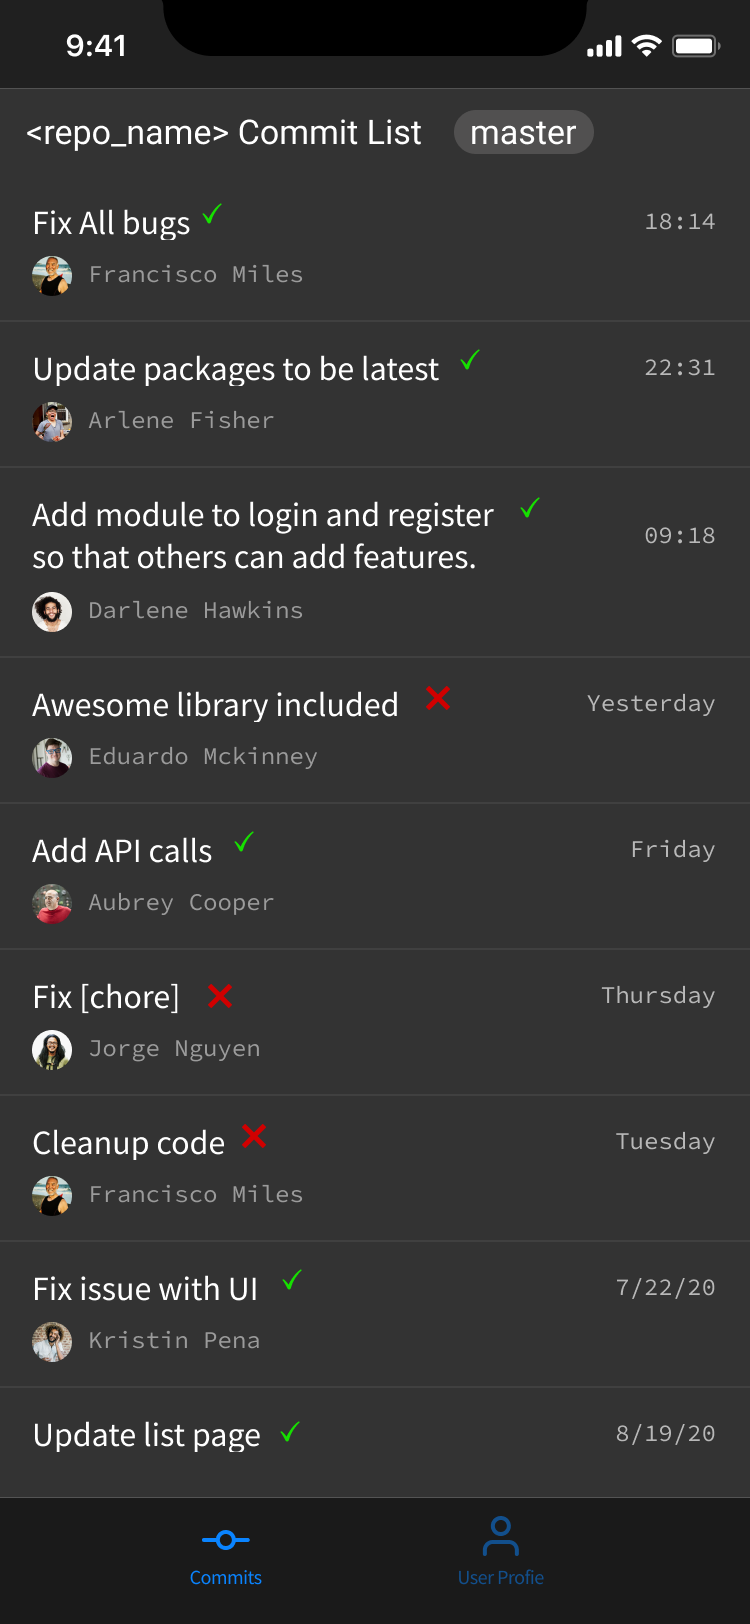 9:41
<repo_name> Commit List master
Fix All bugs ✓ 18:14
Francisco Miles
Update packages to be latest ✓ 22:31
Arlene Fisher
Add module to login and register ✓
so that others can add features. 09:18
Darlene Hawkins
Awesome library included ✕ Yesterday
Eduardo Mckinney
Add API calls ✓ Friday
Aubrey Cooper
Fix [chore] ✕ Thursday
Jorge Nguyen
Cleanup code ✕ Tuesday
Francisco Miles
Fix issue with UI ✓ 7/22/20
Kristin Pena
Update list page ✓ 8/19/20
Commits User Profie